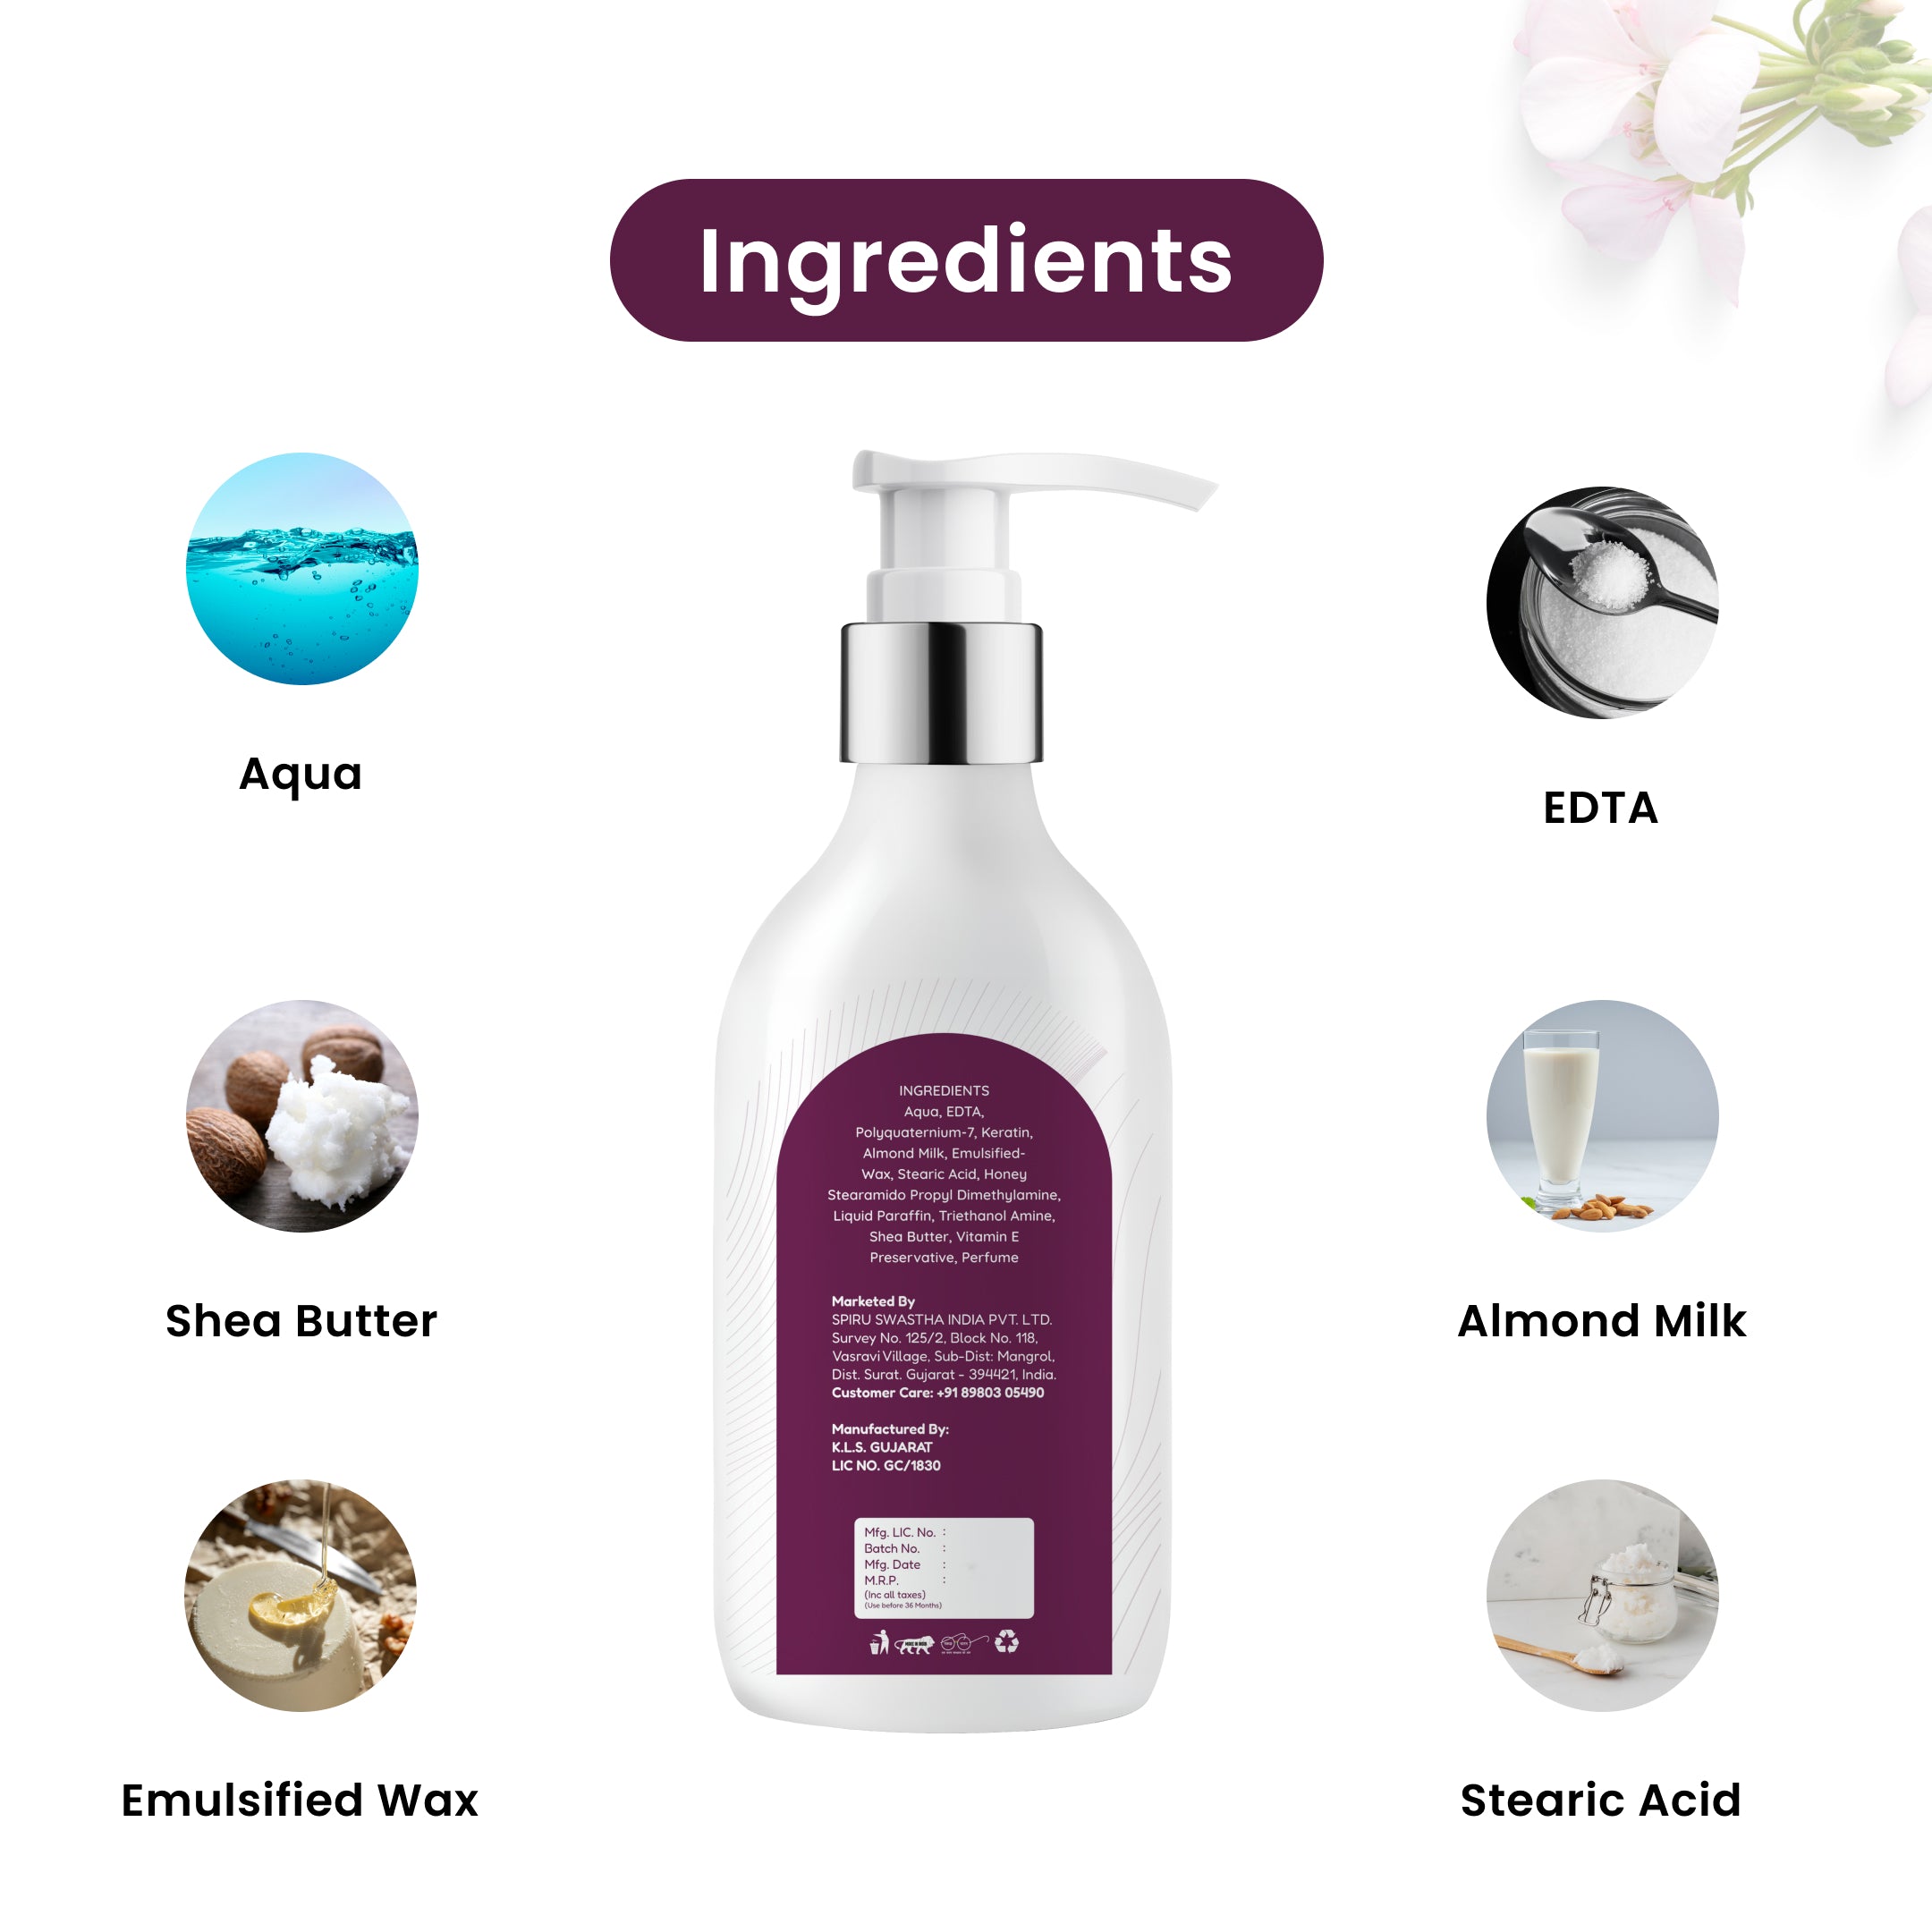 Ingredients
Aqua
EDTA
Shea Butter
Almond Milk
Emulsified Wax
Stearic Acid
INGREDIENTS
Aqua, EDTA,
Polyquaternium-7, Keratin,
Almond Milk, Emulsified-
Wax, Stearic Acid, Honey
Stearamido Propyl Dimethylamine,
Liquid Paraffin, Triethanol Amine,
Shea Butter, Vitamin E
Preservative, Perfume
Marketed By
SPIRU SWASTHA INDIA PVT. LTD.
Survey No. 125/2, Block No. 118,
Vasravi Village, Sub-Dist: Mangrol,
Dist. Surat. Gujarat - 394421, India.
Customer Care: +91 89803 05490
Manufactured By:
K.L.S. GUJARAT
LIC NO. GC/1830
Mfg. LIC. No. :
Batch No. :
Mfg. Date :
M.R.P. :
(Inc all taxes)
(Use before 36 Months)